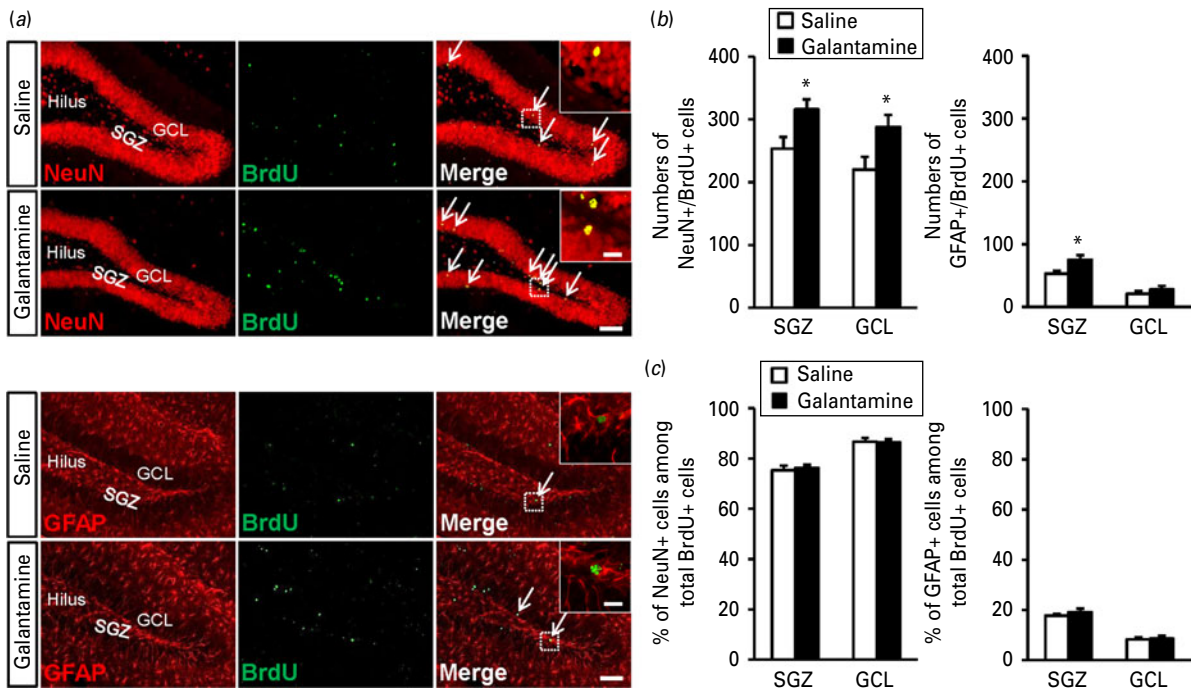 (a)
Saline
Hilus
GCL
SGZ
NeuN
BrdU
Merge
Galantamine
Hilus
GCL
SGZ
NeuN
BrdU
Merge
Saline
Hilus
GCL
SGZ
GFAP
BrdU
Merge
Galantamine
Hilus
GCL
SGZ
GFAP
BrdU
Merge
(b)
Saline
Galantamine
Numbers of
NeuN+/BrdU+ cells
400
300
200
100
0
*
*
SGZ
GCL
Numbers of
GFAP+/BrdU+ cells
400
300
200
100
0
*
SGZ
GCL
(c)
Saline
Galantamine
% of NeuN+ cells among
total BrdU+ cells
100
80
60
40
20
0
SGZ
GCL
% of GFAP+ cells among
total BrdU+ cells
100
80
60
40
20
0
SGZ
GCL